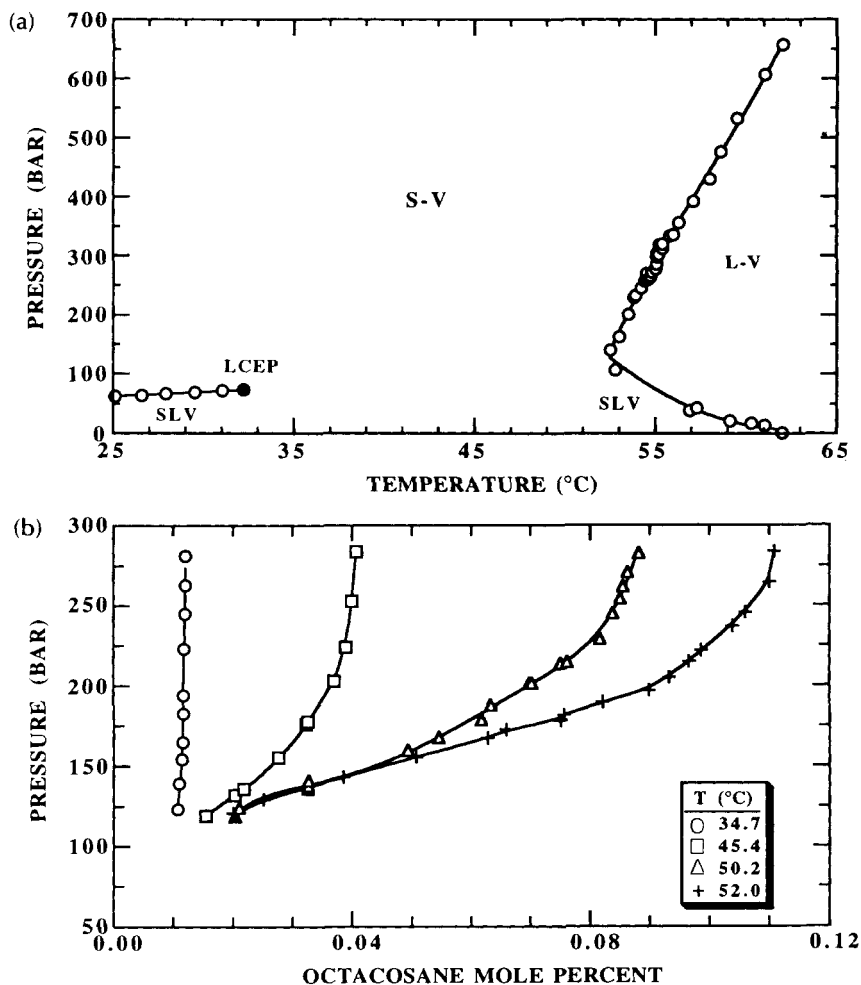 (a)
700
600
500
400
300
200
100
0
PRESSURE (BAR)
S-V
L-V
LCEP
SLV
SLV
25
35
45
55
65
TEMPERATURE (°C)
(b)
300
250
200
150
100
50
PRESSURE (BAR)
T (°C)
34.7
45.4
50.2
52.0
0.00
0.04
0.08
0.12
OCTACOSANE MOLE PERCENT